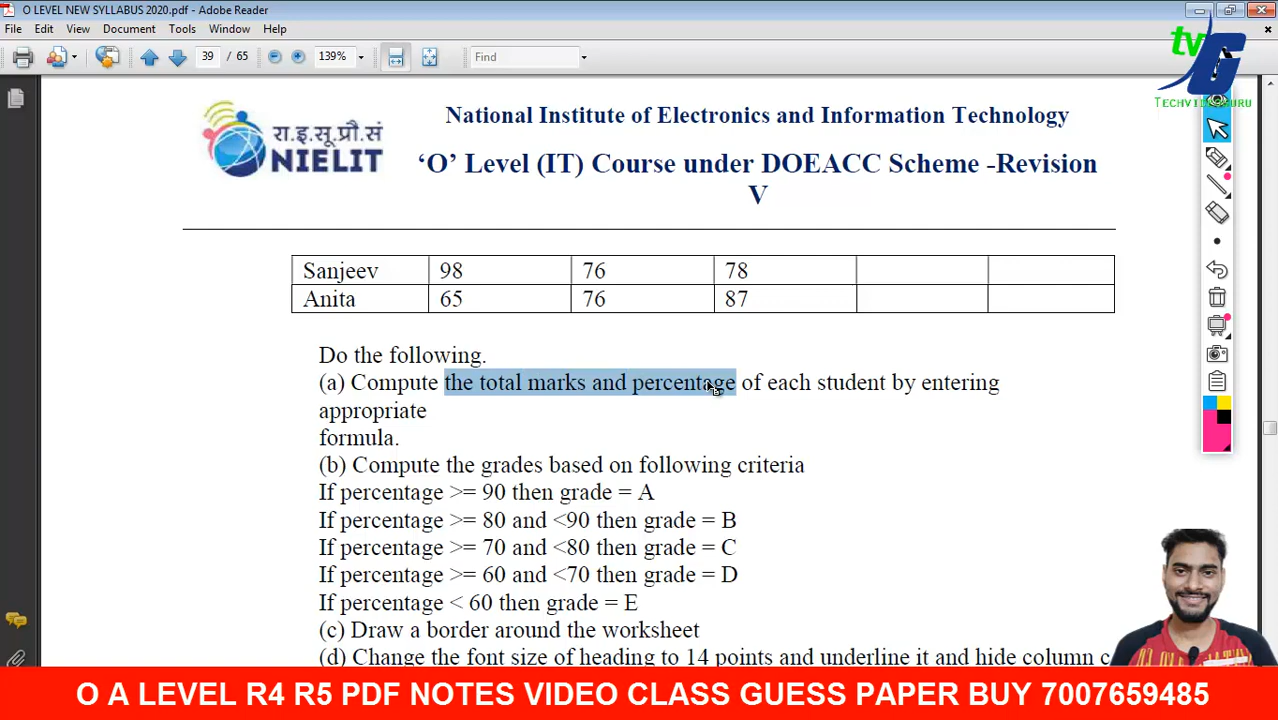 O LEVEL NEW SYLLABUS 2020.pdf - Adobe Reader
File Edit View Document Tools Window Help
39 / 65 139% Find
tv G
TECHVTINGURU
रा.इ.सू.प्रौ.सं
NIELIT
National Institute of Electronics and Information Technology
‘O’ Level (IT) Course under DOEACC Scheme -Revision
V
Sanjeev 98 76 78
Anita 65 76 87
Do the following.
(a) Compute the total marks and percentage of each student by entering
appropriate
formula.
(b) Compute the grades based on following criteria
If percentage >= 90 then grade = A
If percentage >= 80 and <90 then grade = B
If percentage >= 70 and <80 then grade = C
If percentage >= 60 and <70 then grade = D
If percentage < 60 then grade = E
(c) Draw a border around the worksheet
(d) Change the font size of heading to 14 points and underline it and hide column c
O A LEVEL R4 R5 PDF NOTES VIDEO CLASS GUESS PAPER BUY 7007659485